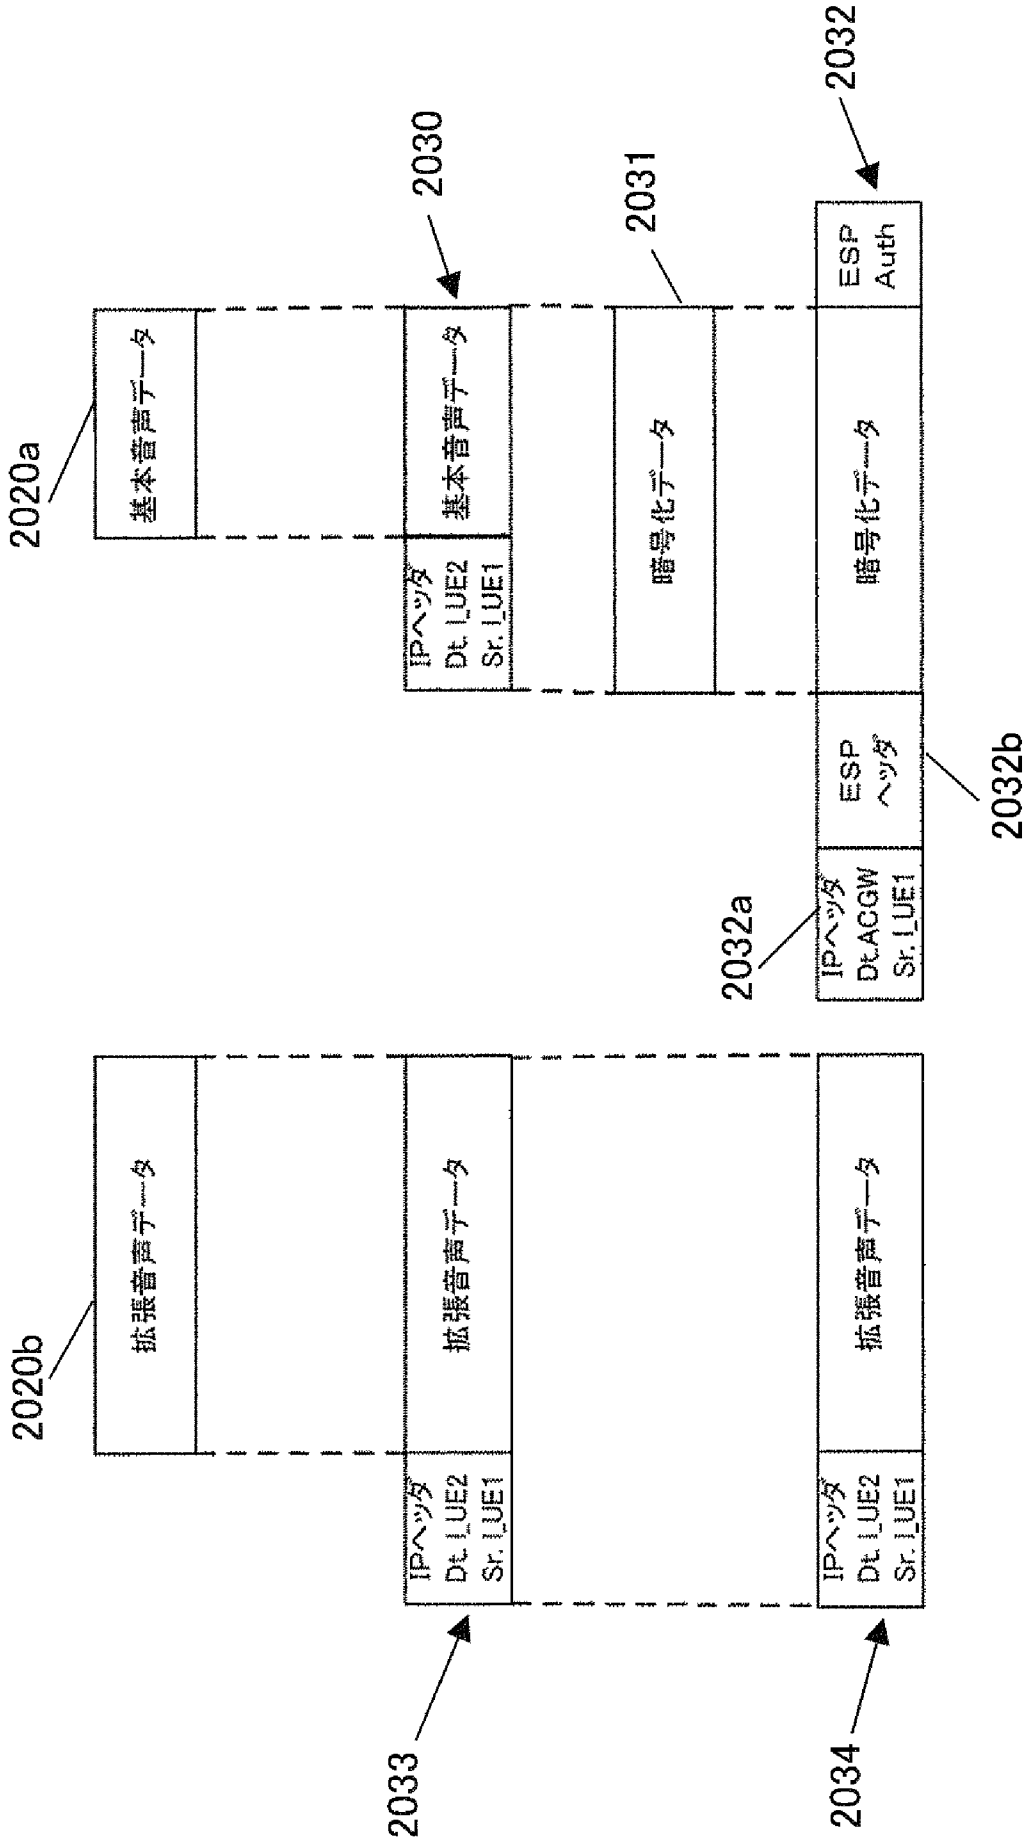 2020b
2020a
拡張音声データ
基本音声データ
2033
IPヘッダ
Dt. I_UE2
Sr. I_UE1
拡張音声データ
IPヘッダ
Dt. I_UE2
Sr. I_UE1
基本音声データ
2030
暗号化データ
2031
2034
IPヘッダ
Dt. I_UE2
Sr. I_UE1
拡張音声データ
2032a
IPヘッダ
Dt.ACGW
Sr. I_UE1
ESP
ヘッダ
2032b
暗号化データ
ESP
Auth
2032